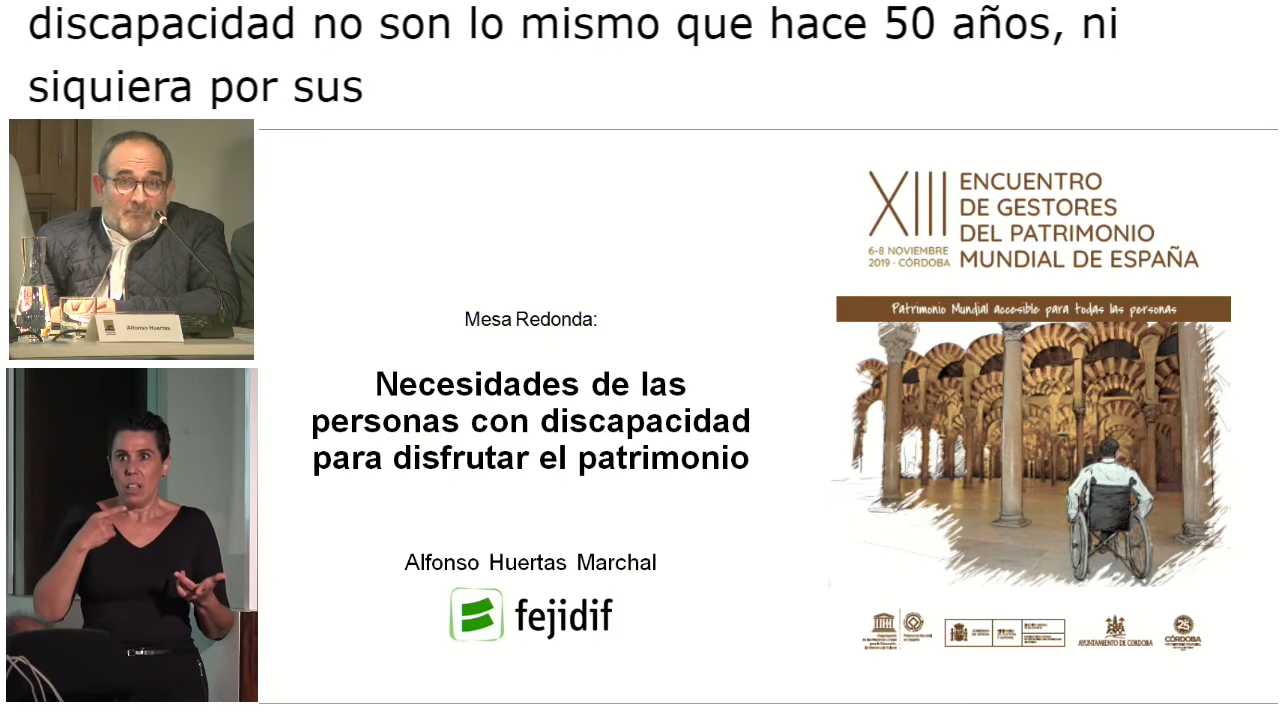 discapacidad no son lo mismo que hace 50 años, ni
siquiera por sus
Alfonso Huertas
Mesa Redonda:
Necesidades de las
personas con discapacidad
para disfrutar el patrimonio
Alfonso Huertas Marchal
fejidif
XIII
6-8 NOVIEMBRE
2019 - CÓRDOBA
ENCUENTRO
DE GESTORES
DEL PATRIMONIO
MUNDIAL DE ESPAÑA
Patrimonio Mundial accesible para todas las personas
AYUNTAMIENTO DE CÓRDOBA
25
CÓRDOBA